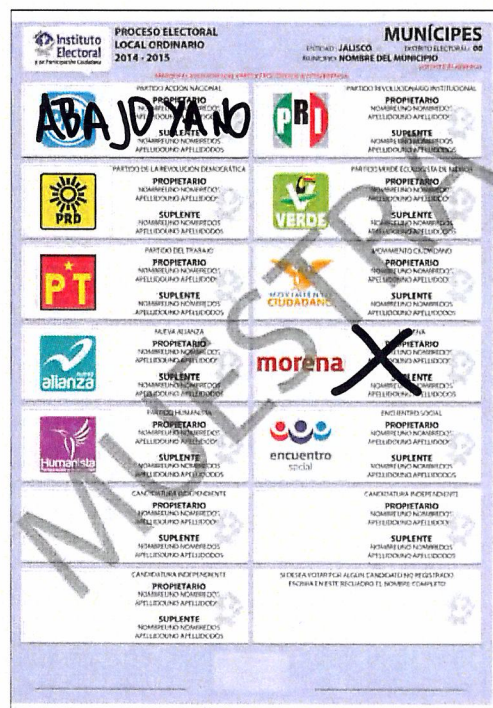 Instituto
Electoral
y de Participación Ciudadana
PROCESO ELECTORAL
LOCAL ORDINARIO
2014 - 2015
MUNÍCIPES
ENTIDAD: JALISCO DISTRITO ELECTORAL: 00
MUNICIPIO: NOMBRE DEL MUNICIPIO
PARTIDO ACCION NACIONAL
PROPIETARIO
ABAJO YA NO
SUPLENTE
NOMBREUNO NOMBREDOS
APELLIDOUNO APELLIDODOS
PARTIDO REVOLUCIONARIO INSTITUCIONAL
PRI
PROPIETARIO
NOMBREUNO NOMBREDOS
APELLIDOUNO APELLIDODOS
SUPLENTE
NOMBREUNO NOMBREDOS
APELLIDOUNO APELLIDODOS
PARTIDO DE LA REVOLUCION DEMOCRÁTICA
PRD
PROPIETARIO
NOMBREUNO NOMBREDOS
APELLIDOUNO APELLIDODOS
SUPLENTE
NOMBREUNO NOMBREDOS
APELLIDOUNO APELLIDODOS
PARTIDO VERDE ECOLOGISTA DE MÉXICO
VERDE
PROPIETARIO
NOMBREUNO NOMBREDOS
APELLIDOUNO APELLIDODOS
SUPLENTE
NOMBREUNO NOMBREDOS
APELLIDOUNO APELLIDODOS
PARTIDO DEL TRABAJO
PT
PROPIETARIO
NOMBREUNO NOMBREDOS
APELLIDOUNO APELLIDODOS
SUPLENTE
NOMBREUNO NOMBREDOS
APELLIDOUNO APELLIDODOS
MOVIMIENTO CIUDADANO
MOVIMIENTO
CIUDADANO
PROPIETARIO
NOMBREUNO NOMBREDOS
APELLIDOUNO APELLIDODOS
SUPLENTE
NOMBREUNO NOMBREDOS
APELLIDOUNO APELLIDODOS
NUEVA ALIANZA
nueva
alianza
PROPIETARIO
NOMBREUNO NOMBREDOS
APELLIDOUNO APELLIDODOS
SUPLENTE
NOMBREUNO NOMBREDOS
APELLIDOUNO APELLIDODOS
morena
X
PARTIDO HUMANISTA
Humanista
PROPIETARIO
NOMBREUNO NOMBREDOS
APELLIDOUNO APELLIDODOS
SUPLENTE
NOMBREUNO NOMBREDOS
APELLIDOUNO APELLIDODOS
ENCUENTRO SOCIAL
encuentro
social
PROPIETARIO
NOMBREUNO NOMBREDOS
APELLIDOUNO APELLIDODOS
SUPLENTE
NOMBREUNO NOMBREDOS
APELLIDOUNO APELLIDODOS
CANDIDATURA INDEPENDIENTE
PROPIETARIO
NOMBREUNO NOMBREDOS
APELLIDOUNO APELLIDODOS
SUPLENTE
NOMBREUNO NOMBREDOS
APELLIDOUNO APELLIDODOS
CANDIDATURA INDEPENDIENTE
PROPIETARIO
NOMBREUNO NOMBREDOS
APELLIDOUNO APELLIDODOS
SUPLENTE
NOMBREUNO NOMBREDOS
APELLIDOUNO APELLIDODOS
CANDIDATURA INDEPENDIENTE
PROPIETARIO
NOMBREUNO NOMBREDOS
APELLIDOUNO APELLIDODOS
SUPLENTE
NOMBREUNO NOMBREDOS
APELLIDOUNO APELLIDODOS
SI DESEA VOTAR POR ALGUN CANDIDATO NO REGISTRADO
ESCRIBA EN ESTE RECUADRO EL NOMBRE COMPLETO
MUESTRA